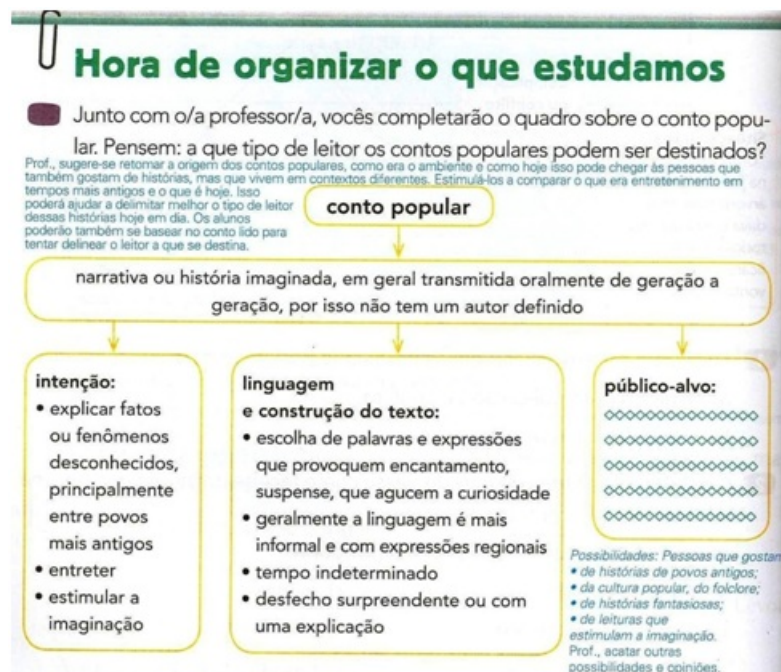 Hora de organizar o que estudamos
Junto com o/a professor/a, vocês completarão o quadro sobre o conto popu-
lar. Pensem: a que tipo de leitor os contos populares podem ser destinados?
Prof., sugere-se retomar a origem dos contos populares, como era o ambiente e como hoje isso pode chegar às pessoas que
também gostam de histórias, mas que vivem em contextos diferentes. Estimulá-los a comparar o que era entretenimento em
tempos mais antigos e o que é hoje. Isso
poderá ajudar a delimitar melhor o tipo de leitor
dessas histórias hoje em dia. Os alunos
poderão também se basear no conto lido para
tentar delinear o leitor a que se destina.
conto popular
narrativa ou história imaginada, em geral transmitida oralmente de geração a
geração, por isso não tem um autor definido
intenção:
• explicar fatos
ou fenômenos
desconhecidos,
principalmente
entre povos
mais antigos
• entreter
• estimular a
imaginação
linguagem
e construção do texto:
• escolha de palavras e expressões
que provoquem encantamento,
suspense, que agucem a curiosidade
• geralmente a linguagem é mais
informal e com expressões regionais
• tempo indeterminado
• desfecho surpreendente ou com
uma explicação
público-alvo:
Possibilidades: Pessoas que gostam
• de histórias de povos antigos;
• da cultura popular, do folclore;
• de histórias fantasiosas;
• de leituras que
estimulam a imaginação.
Prof., acatar outras
possibilidades e opiniões.